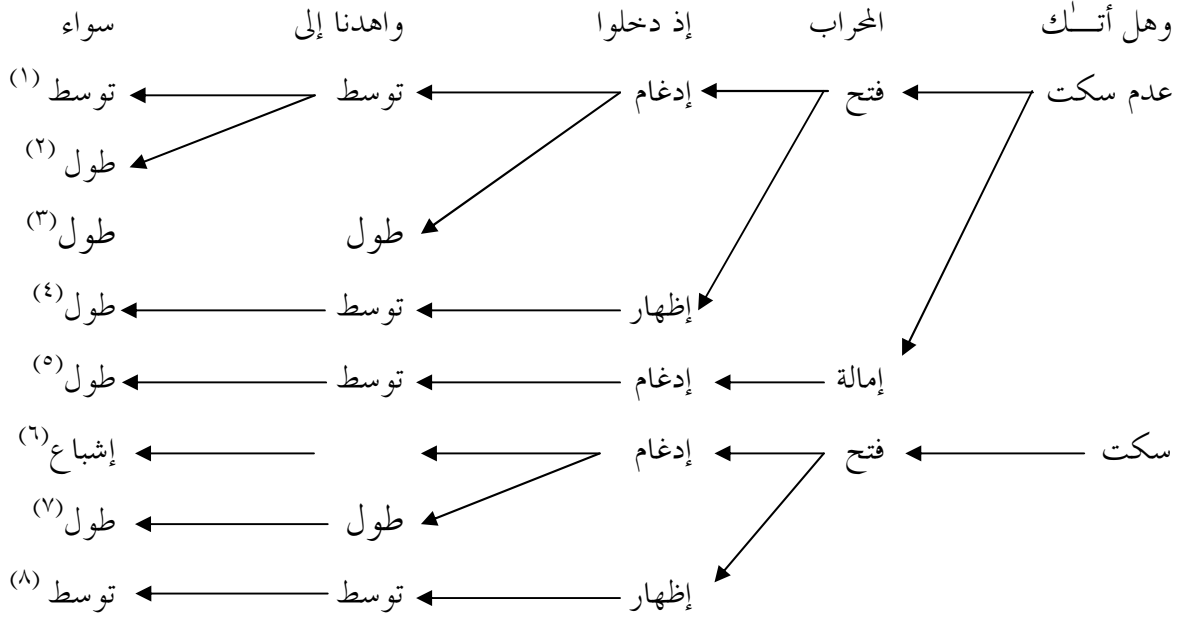 وهل أتـــٰك المحراب إذ دخلوا واهدنا إلى سواء
عدم سكت فتح إدغام توسط توسط (١)
طول (٢)
طول طول (٣)
إظهار توسط طول (٤)
إمالة إدغام توسط طول (٥)
سكت فتح إدغام إشباع (٦)
طول طول (٧)
إظهار توسط توسط (٨)